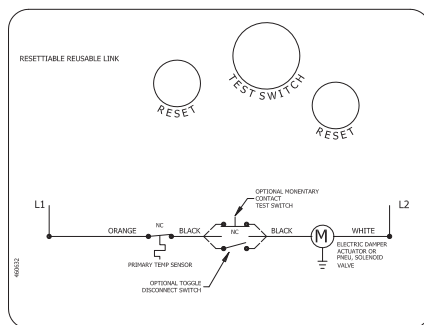 RESETTIABLE REUSABLE LINK
TEST SWITCH
RESET
RESET
OPTIONAL MONENTARY
CONTACT
TEST SWITCH
L1
L2
ORANGE
NC
BLACK
NC
BLACK
M
WHITE
PRIMARY TEMP SENSOR
ELECTRIC DAMPER
ACTUATOR OR
PNEU, SOLENOID
VALVE
OPTIONAL TOGGLE
DISCONNECT SWITCH
460632